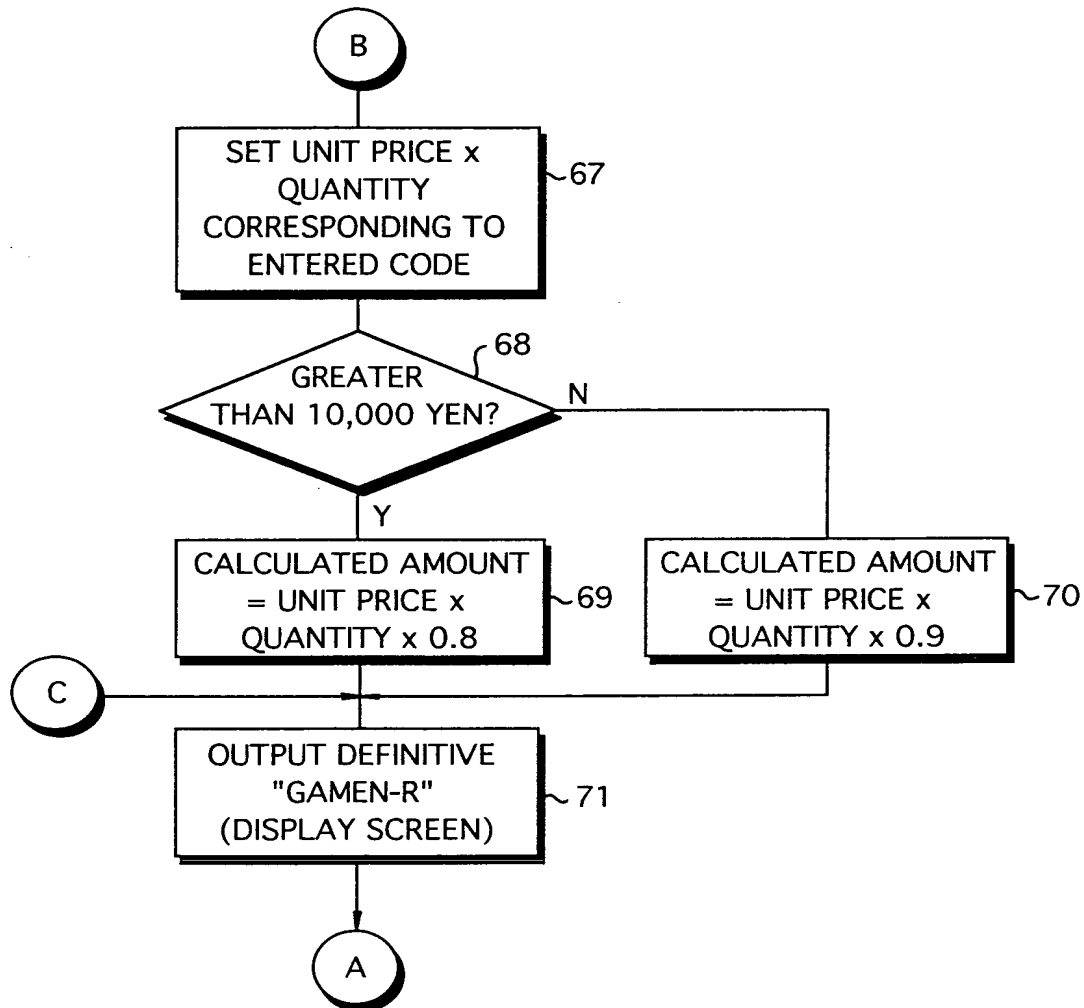 B
SET UNIT PRICE x
QUANTITY
CORRESPONDING TO
ENTERED CODE
67
68
GREATER
THAN 10,000 YEN?
N
Y
CALCULATED AMOUNT
= UNIT PRICE x
QUANTITY x 0.8
69
CALCULATED AMOUNT
= UNIT PRICE x
QUANTITY x 0.9
70
C
OUTPUT DEFINITIVE
"GAMEN-R"
(DISPLAY SCREEN)
71
A